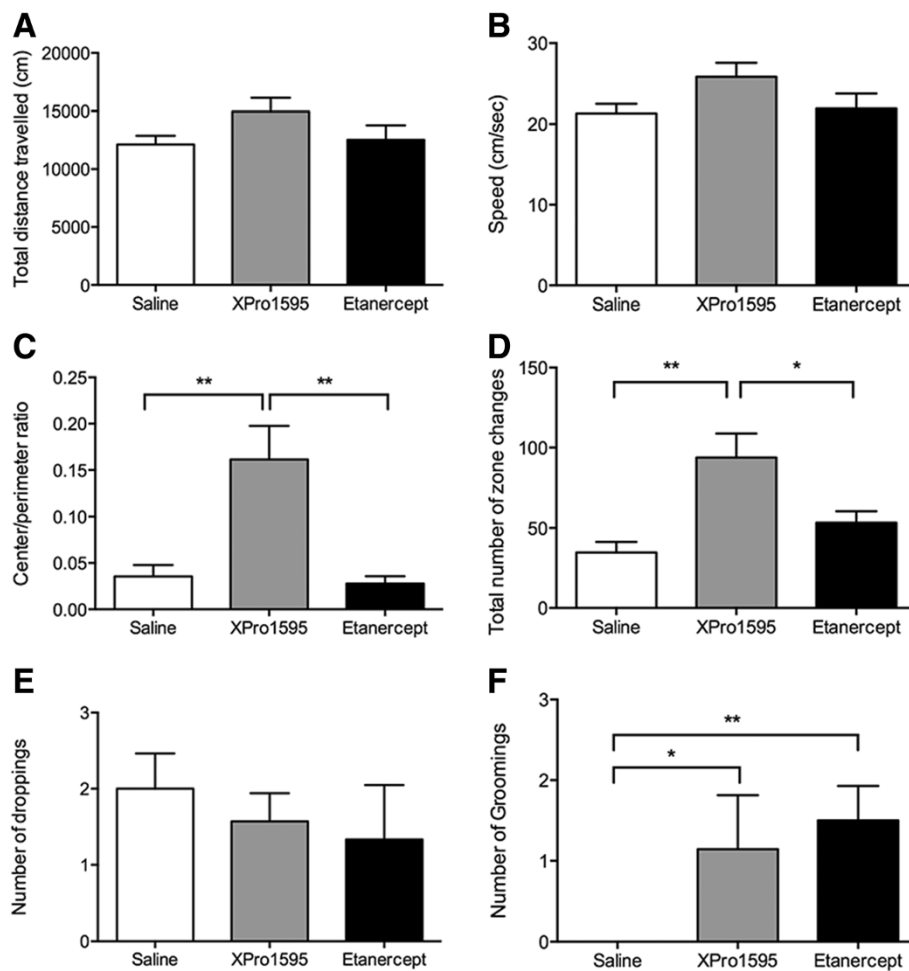 A
Total distance travelled (cm)
20000
15000
10000
5000
0
Saline XPro1595 Etanercept
B
Speed (cm/sec)
30
20
10
0
Saline XPro1595 Etanercept
C
Center/perimeter ratio
0.25
0.20
0.15
0.10
0.05
0.00
** **
Saline XPro1595 Etanercept
D
Total number of zone changes
150
100
50
0
** *
Saline XPro1595 Etanercept
E
Number of droppings
3
2
1
0
Saline XPro1595 Etanercept
F
Number of Groomings
3
2
1
0
**
*
Saline XPro1595 Etanercept